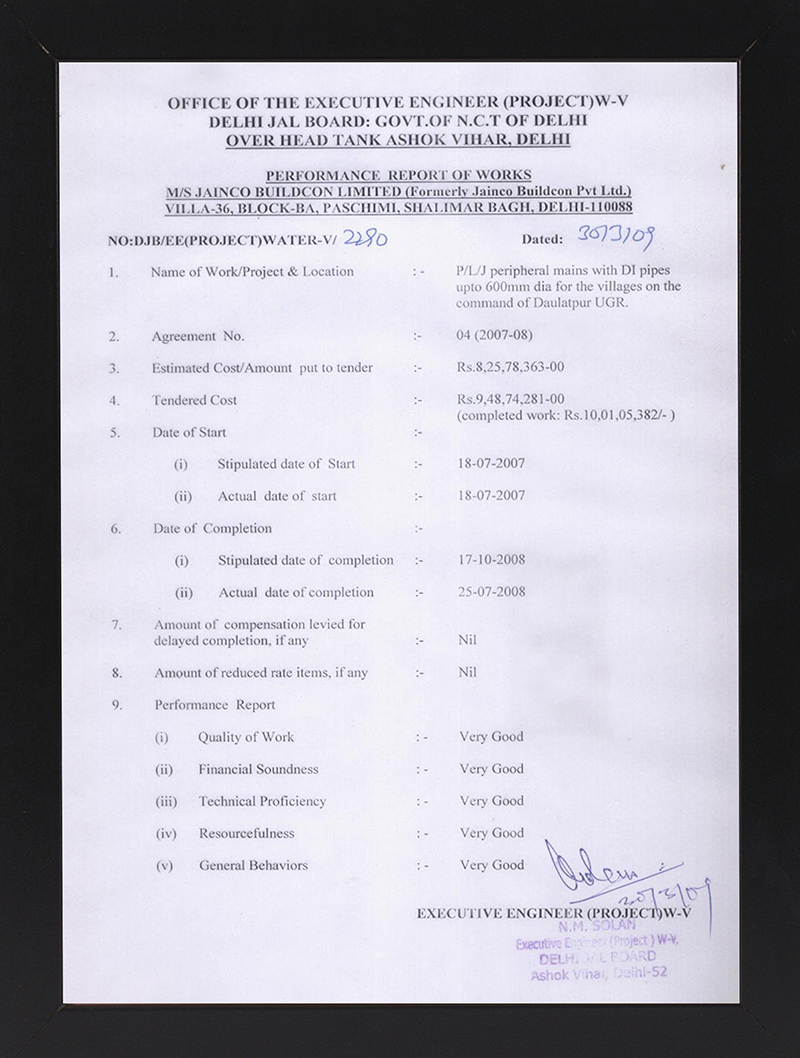 OFFICE OF THE EXECUTIVE ENGINEER (PROJECT)W-V
DELHI JAL BOARD: GOVT.OF N.C.T OF DELHI
OVER HEAD TANK ASHOK VIHAR, DELHI
PERFORMANCE REPORT OF WORKS
M/S JAINCO BUILDCON LIMITED (Formerly Jainco Buildcon Pvt Ltd.)
VILLA-36, BLOCK-BA, PASCHIMI, SHALIMAR BAGH, DELHI-110088
NO:DJB/EE(PROJECT)WATER-V/ 2280 Dated: 30/3/09
1. Name of Work/Project & Location :- P/L/J peripheral mains with DI pipes
upto 600mm dia for the villages on the
command of Daulatpur UGR.
2. Agreement No. :- 04 (2007-08)
3. Estimated Cost/Amount put to tender :- Rs.8,25,78,363-00
4. Tendered Cost :- Rs.9,48,74,281-00
(completed work: Rs.10,01,05,382/- )
5. Date of Start :-
(i) Stipulated date of Start :- 18-07-2007
(ii) Actual date of start :- 18-07-2007
6. Date of Completion :-
(i) Stipulated date of completion :- 17-10-2008
(ii) Actual date of completion :- 25-07-2008
7. Amount of compensation levied for
delayed completion, if any :- Nil
8. Amount of reduced rate items, if any :- Nil
9. Performance Report
(i) Quality of Work :- Very Good
(ii) Financial Soundness :- Very Good
(iii) Technical Proficiency :- Very Good
(iv) Resourcefulness :- Very Good
(v) General Behaviors :- Very Good
30/3/09
EXECUTIVE ENGINEER (PROJECT)W-V
N.M. SOLAN
Executive Engineer (Project) W-V,
DELHI JAL BOARD
Ashok Vihar, Delhi-52